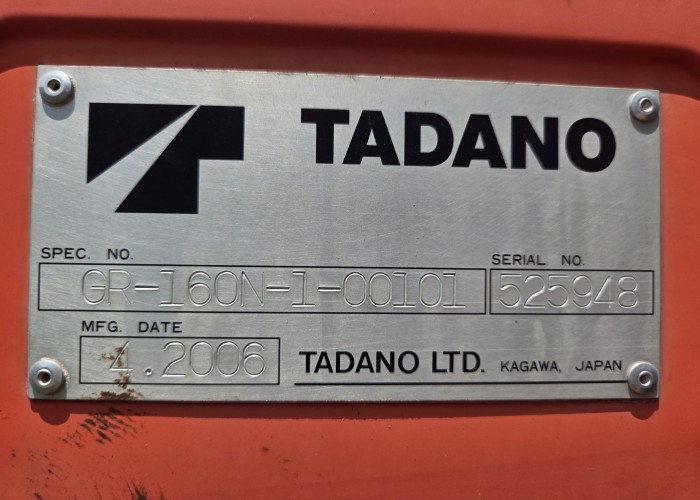 TADANO
SPEC. NO.
GR-160N-1-00101
SERIAL NO.
525948
MFG. DATE
4.2006
TADANO LTD. KAGAWA, JAPAN